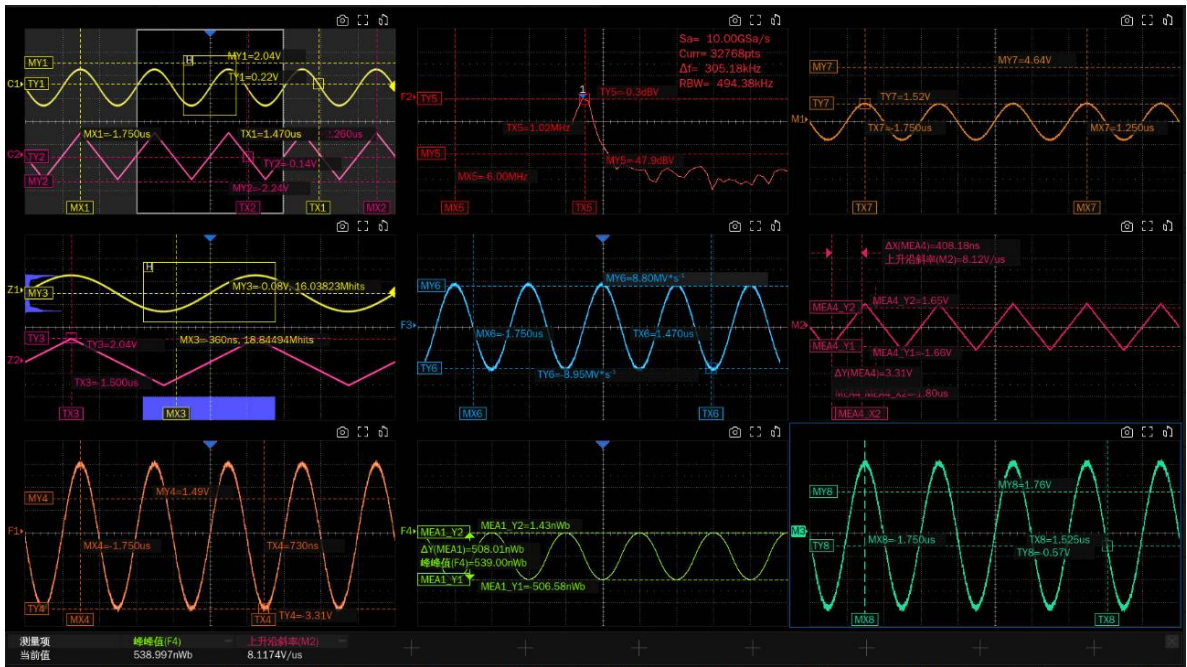 MY1
MY1=2.04V
C1
TY1
TY1=0.22V
MX1=-1.750us
TX1=1.470us
1.260us
C2
TY2
TY2=-0.14V
MY2
MY2=-2.24V
MX1
TX2
TX1
MX2
H
Sa= 10.00GSa/s
Curr= 32768pts
Δf= 305.18kHz
RBW= 494.38kHz
1
F2
TY5
TY5=-0.3dBV
TX5=1.02MHz
MY5
MY5=-47.9dBV
MX5=-6.00MHz
MX5
TX5
MY7=4.64V
MY7
TY7=1.52V
TY7
M1
TX7=-1.750us
MX7=1.250us
TX7
MX7
H
Z1
MY3
MY3=-0.08V, 16.03823Mhits
TY3
TY3=2.04V
MX3=-360ns, 18.84494Mhits
Z2
TX3=-1.500us
TX3
MX3
MY6
MY6=8.80MV*s⁻¹
F3
MX6=-1.750us
TX6=1.470us
TY6
TY6=-8.95MV*s⁻¹
MX6
TX6
ΔX(MEA4)=408.18ns
上升沿斜率(M2)=8.12V/us
MEA4_Y2
MEA4_Y2=1.65V
M2
MEA4_Y1
MEA4_Y1=-1.66V
ΔY(MEA4)=3.31V
MEA4_X2=-1.80us
MEA4_X2
MY4
MY4=1.49V
F1
MX4=-1.750us
TX4=730ns
TY4
TY4=-3.31V
MX4
TX4
F4
MEA1_Y2
MEA1_Y2=1.43nWb
ΔY(MEA1)=508.01nWb
峰峰值(F4)=539.00nWb
MEA1_Y1
MEA1_Y1=-506.58nWb
MY8
MY8=1.76V
M3
MX8=-1.750us
TX8=1.525us
TY8
TY8=-0.57V
MX8
TX8
测量项
峰峰值(F4)
上升沿斜率(M2)
当前值
538.997nWb
8.1174V/us